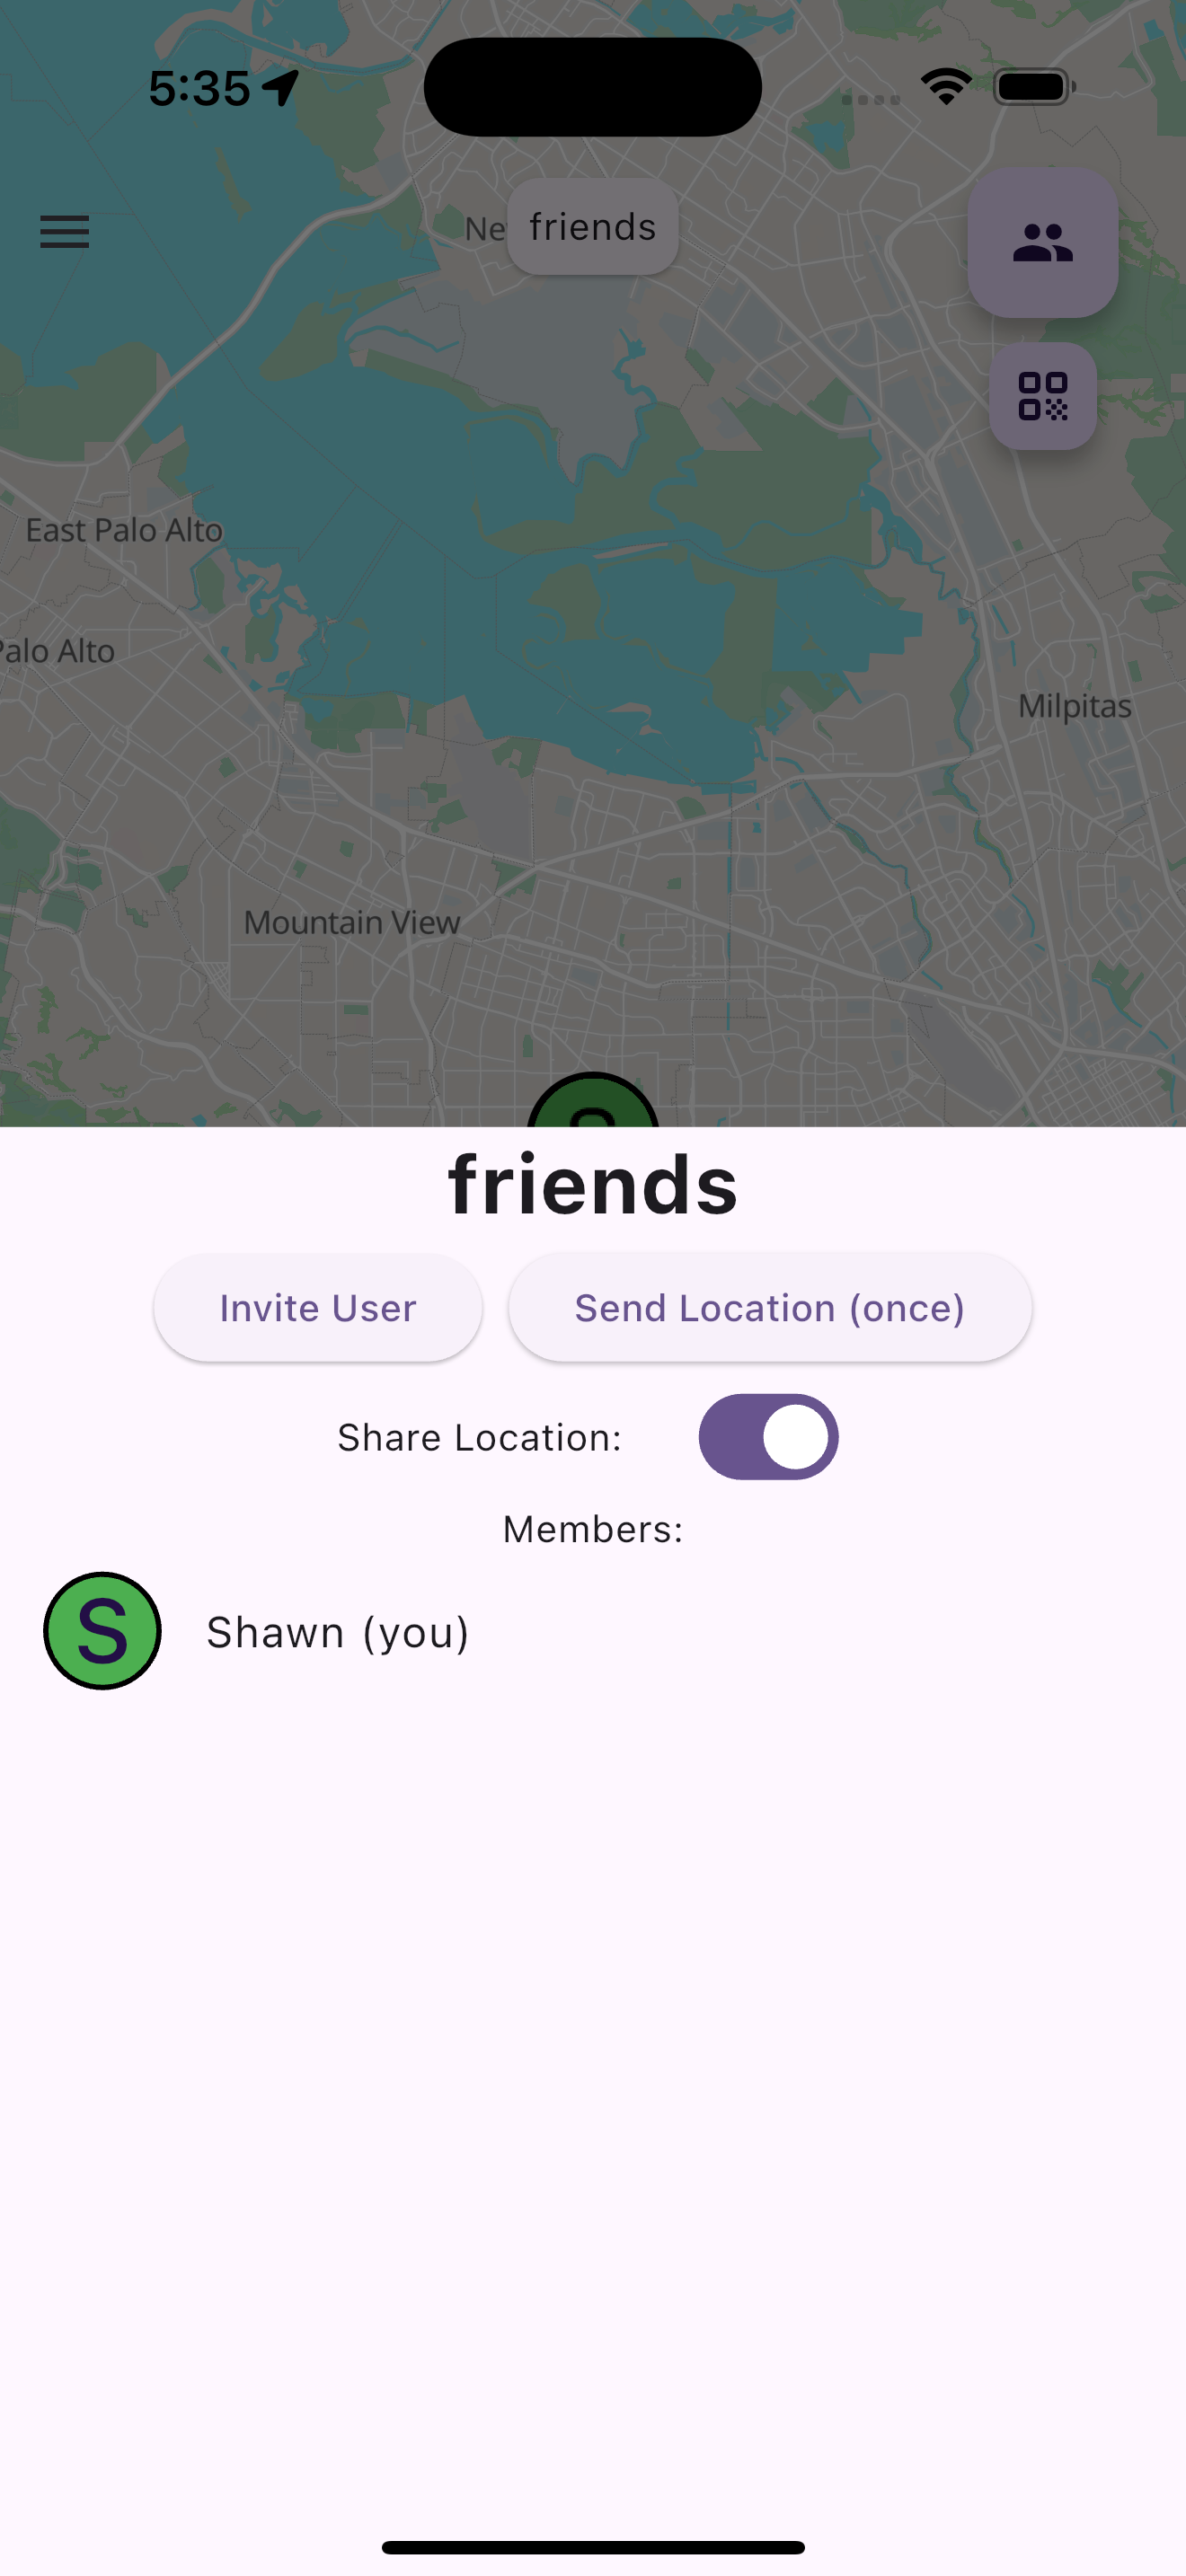 5:35
friends
East Palo Alto
Palo Alto
Milpitas
Mountain View
friends
Invite User
Send Location (once)
Share Location:
Members:
S
Shawn (you)